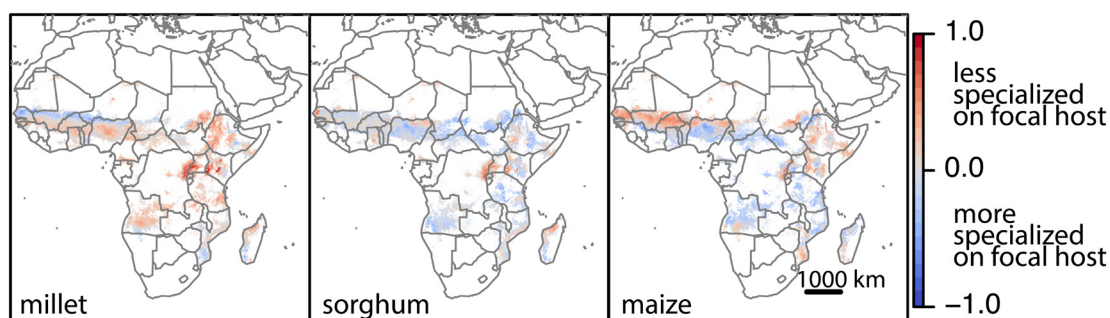 millet
sorghum
maize
1000 km
1.0
less
specialized
on focal host
0.0
more
specialized
on focal host
−1.0